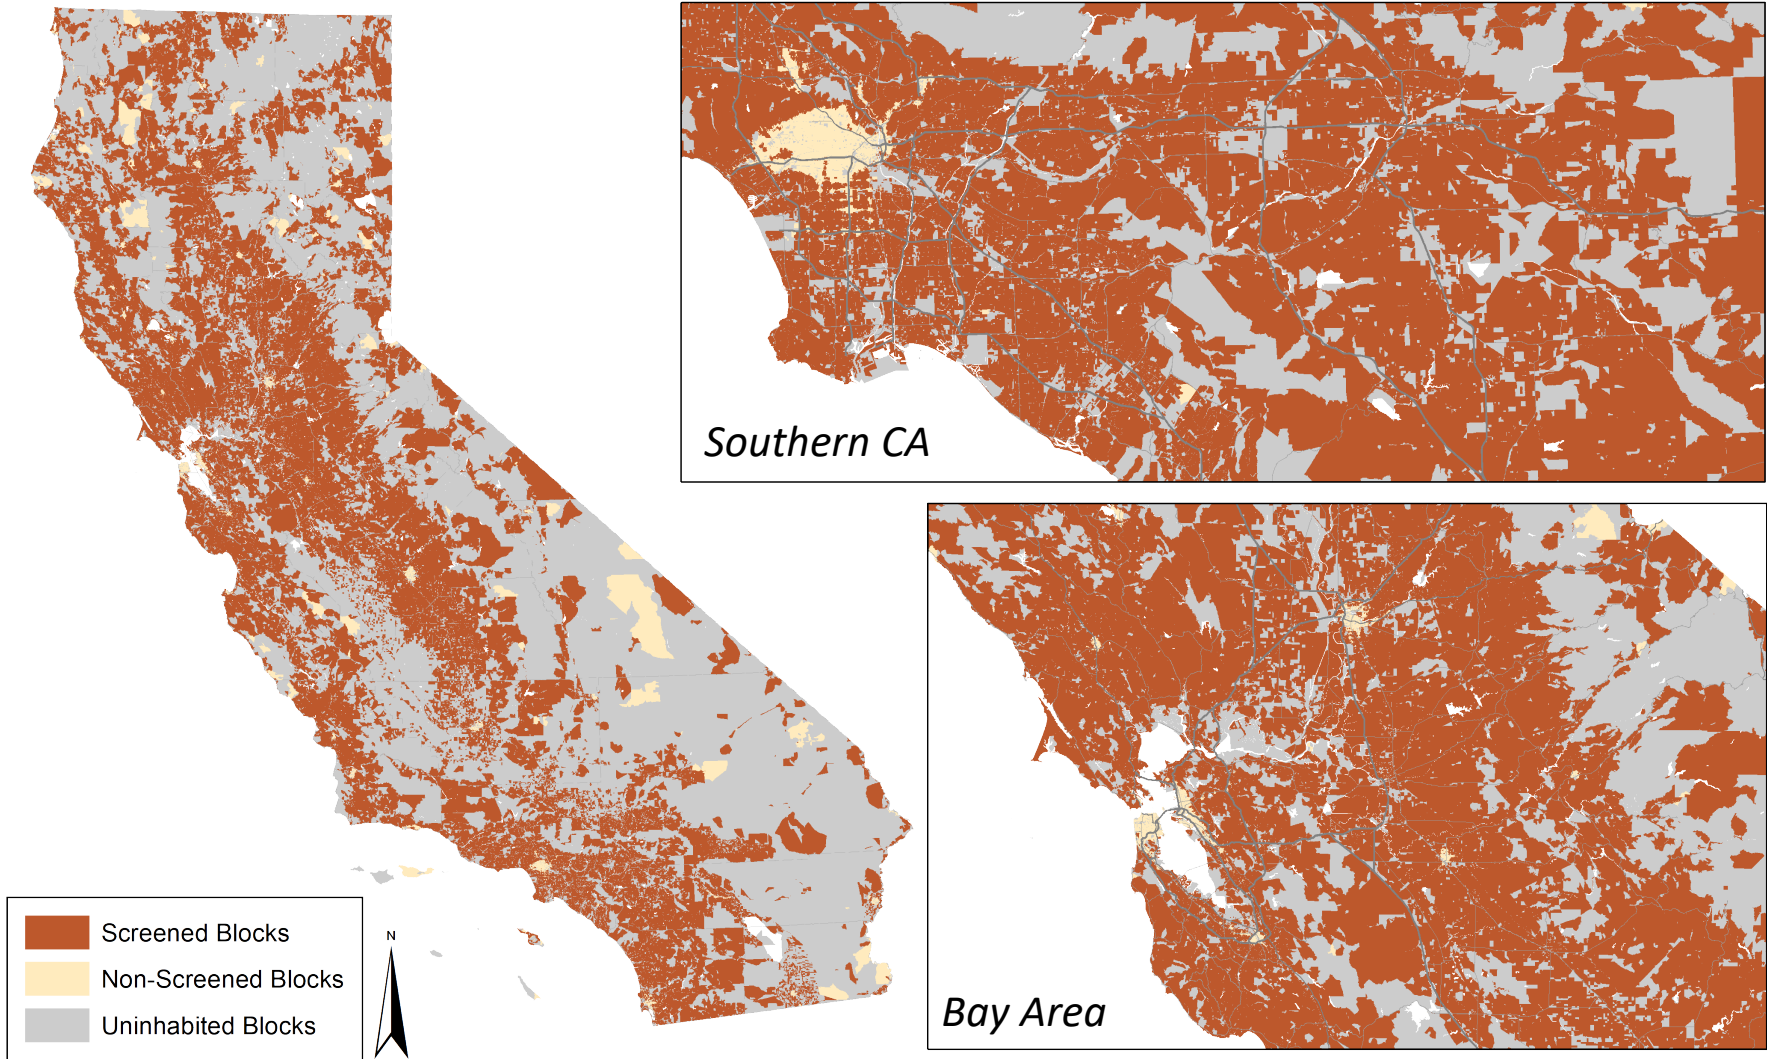 Southern CA
Bay Area
Screened Blocks
Non-Screened Blocks
Uninhabited Blocks
N